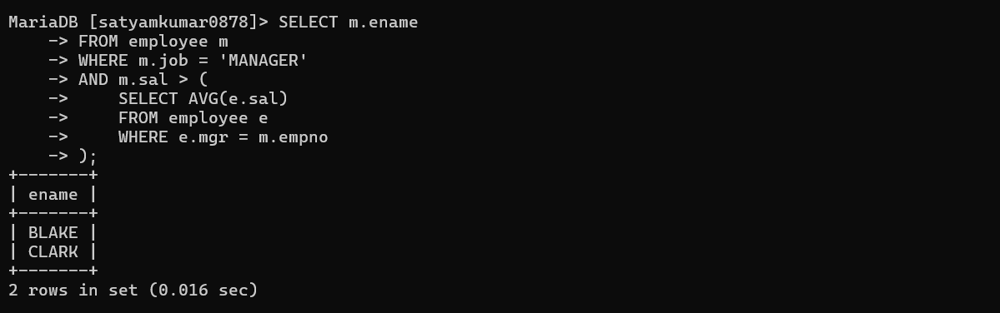 MariaDB [satyamkumar0878]> SELECT m.ename
    -> FROM employee m
    -> WHERE m.job = 'MANAGER'
    -> AND m.sal > (
    ->     SELECT AVG(e.sal)
    ->     FROM employee e
    ->     WHERE e.mgr = m.empno
    -> );
+-------+
| ename |
+-------+
| BLAKE |
| CLARK |
+-------+
2 rows in set (0.016 sec)